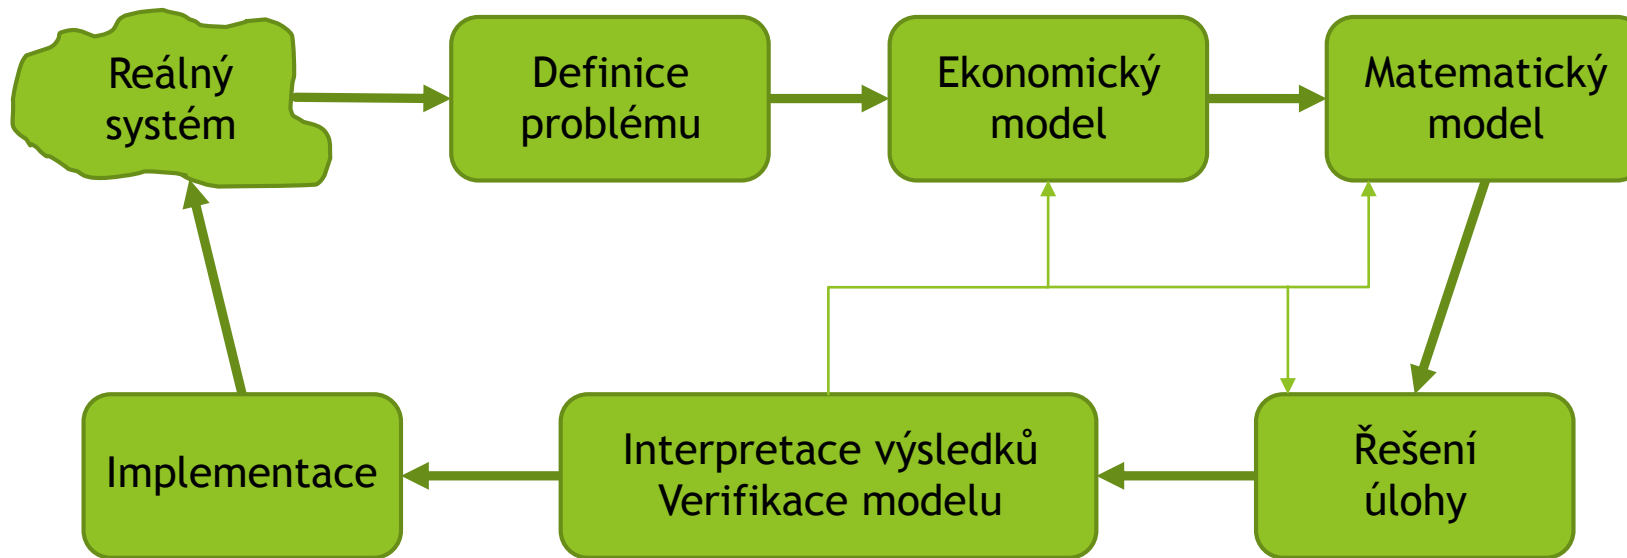 Reálný
systém
Definice
problému
Ekonomický
model
Matematický
model
Implementace
Interpretace výsledků
Verifikace modelu
Řešení
úlohy